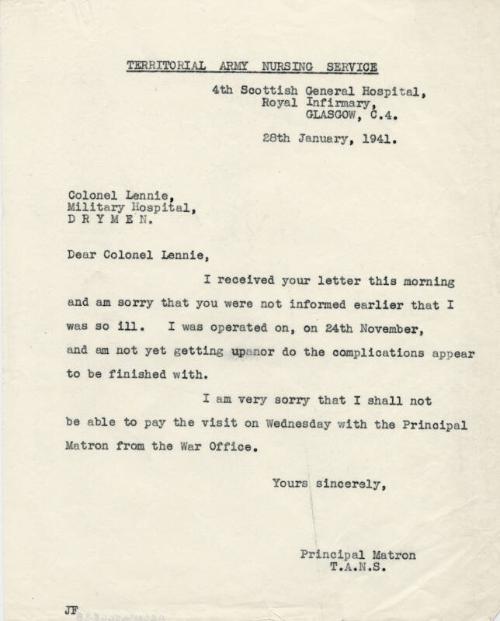 TERRITORIAL ARMY NURSING SERVICE
4th Scottish General Hospital,
Royal Infirmary,
GLASGOW, C.4.
28th January, 1941.
Colonel Lennie,
Military Hospital,
D R Y M E N.
Dear Colonel Lennie,
I received your letter this morning
and am sorry that you were not informed earlier that I
was so ill. I was operated on, on 24th November,
and am not yet getting upanor do the complications appear
to be finished with.
I am very sorry that I shall not
be able to pay the visit on Wednesday with the Principal
Matron from the War Office.
Yours sincerely,
Principal Matron
T.A.N.S.
JF